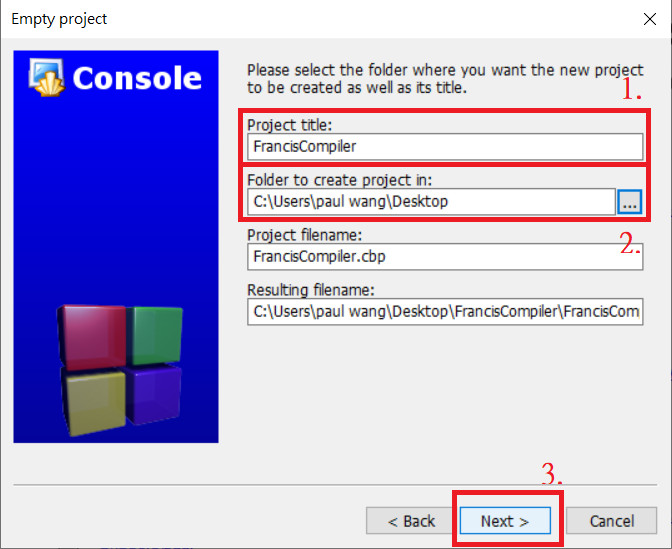 Empty project
Console
Please select the folder where you want the new project
to be created as well as its title.
1.
Project title:
FrancisCompiler
Folder to create project in:
C:\Users\paul wang\Desktop
...
2.
Project filename:
FrancisCompiler.cbp
Resulting filename:
C:\Users\paul wang\Desktop\FrancisCompiler\FrancisCom
3.
< Back
Next >
Cancel